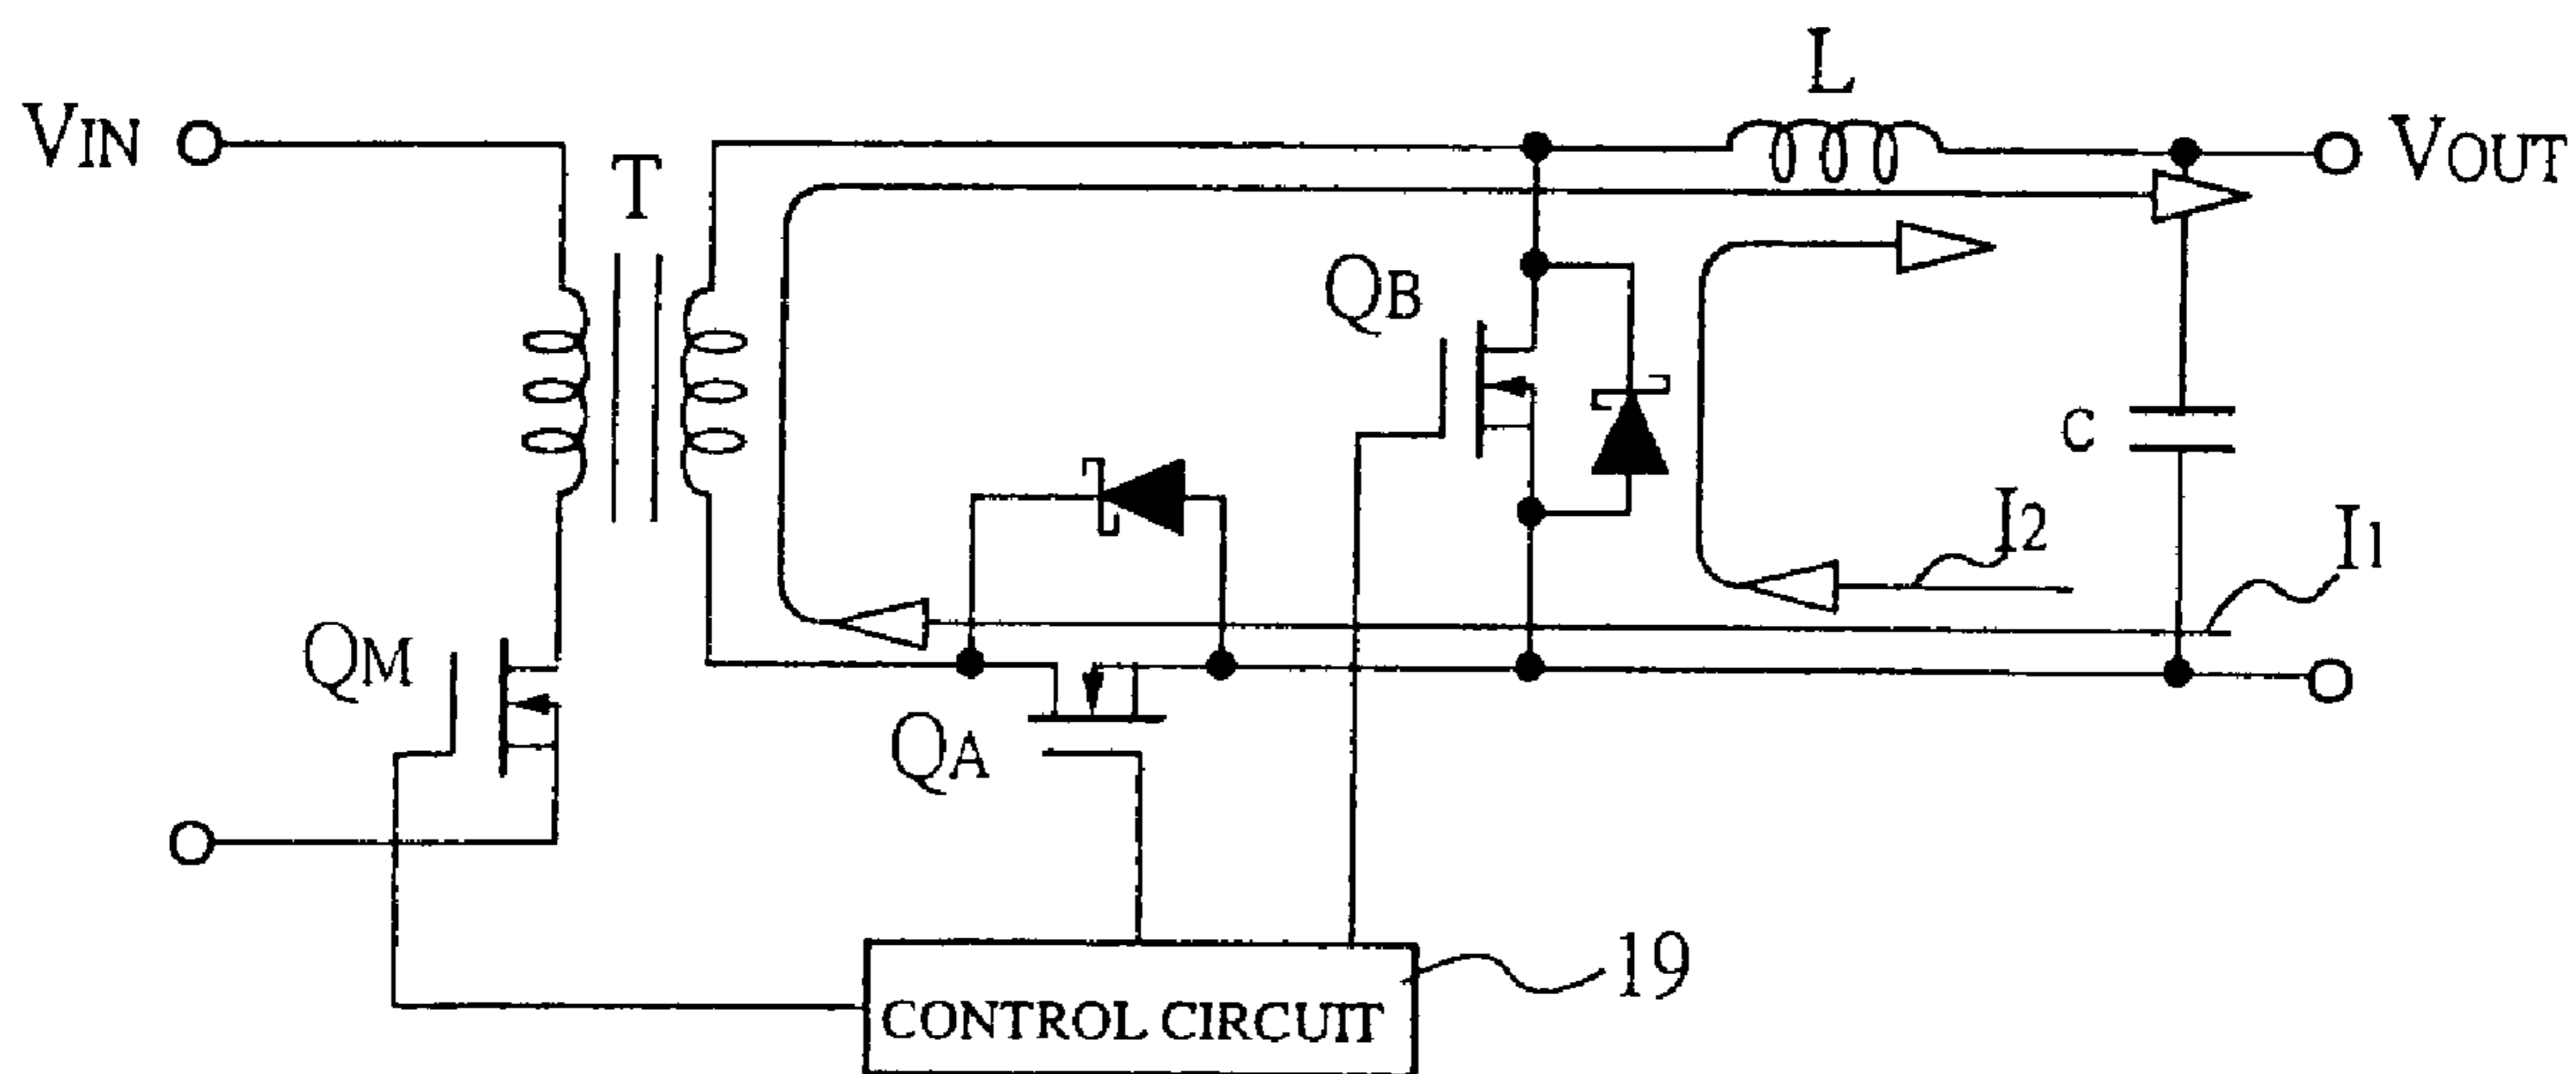 L
VIN
T
VOUT
QB
C
I2
I1
QM
QA
19
CONTROL CIRCUIT